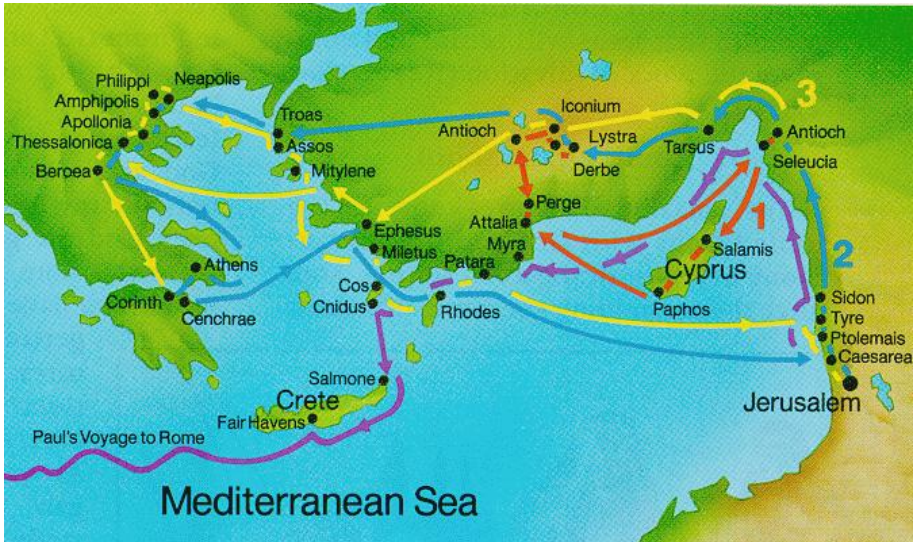 Philippi
Neapolis
Amphipolis
Apollonia
Thessalonica
Beroea
Troas
Assos
Mitylene
Antioch
Iconium
Lystra
Derbe
Tarsus
3
Antioch
Seleucia
Perge
Attalia
Myra
Patara
1
Salamis
Cyprus
Paphos
2
Ephesus
Miletus
Athens
Corinth
Cenchrae
Cos
Cnidus
Rhodes
Sidon
Tyre
Ptolemais
Caesarea
Jerusalem
Salmone
Crete
Fair Havens
Paul's Voyage to Rome
Mediterranean Sea